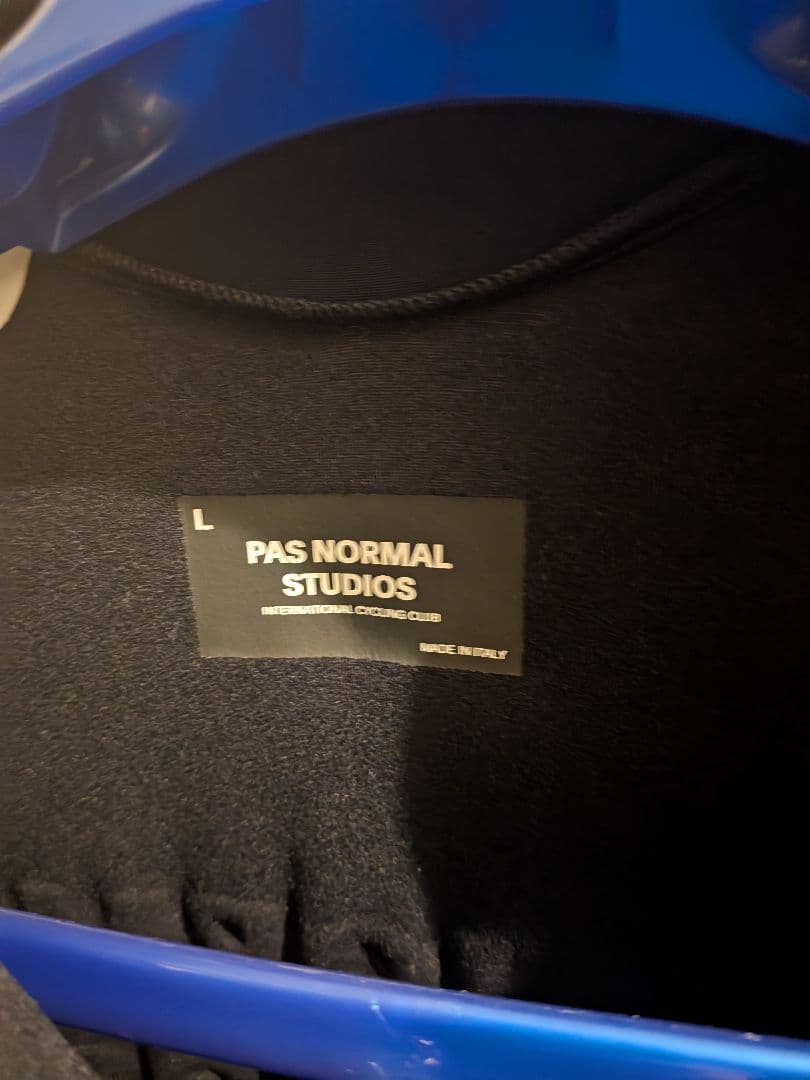 L
PAS NORMAL
STUDIOS
INTERNATIONAL CYCLING CLUB
MADE IN ITALY